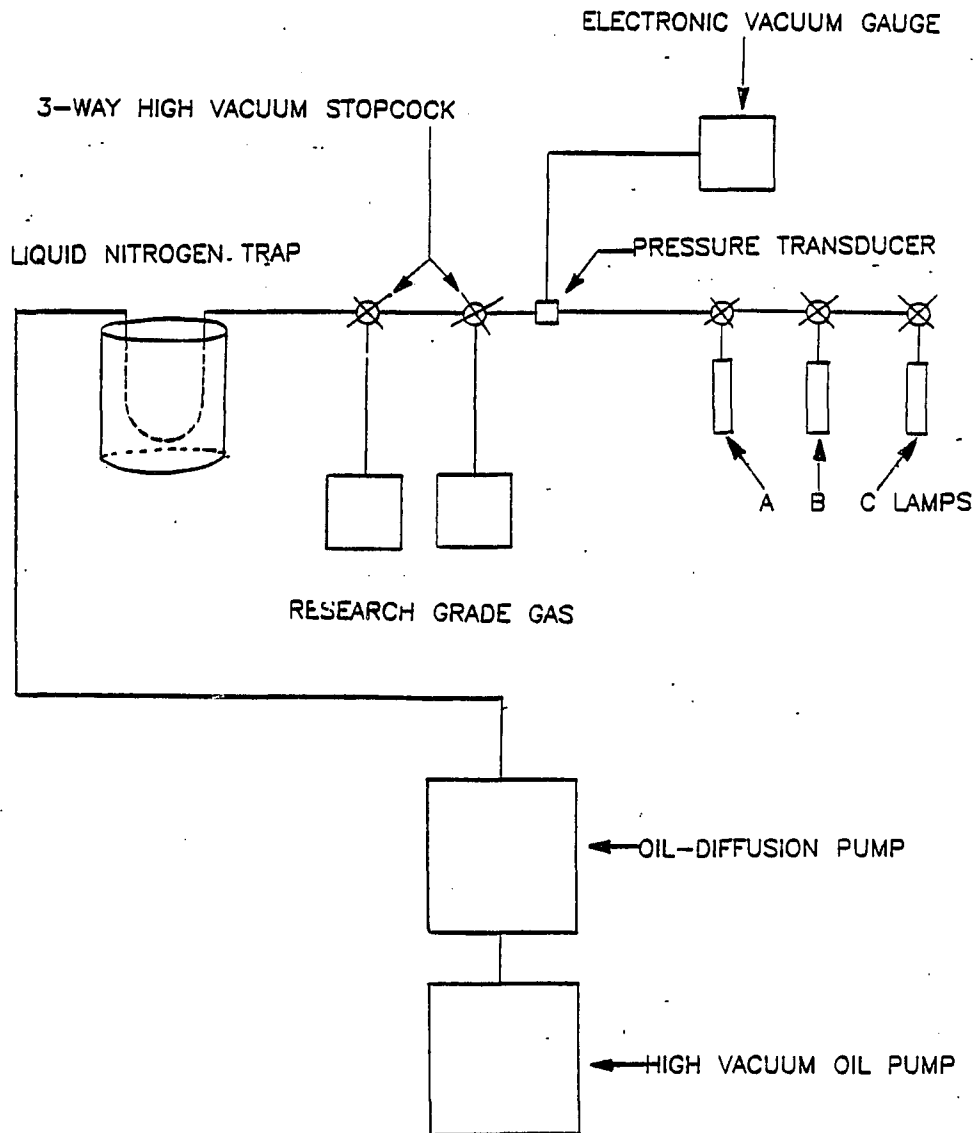 ELECTRONIC VACUUM GAUGE
3-WAY HIGH VACUUM STOPCOCK
LIQUID NITROGEN TRAP
PRESSURE TRANSDUCER
A B C LAMPS
RESEARCH GRADE GAS
OIL-DIFFUSION PUMP
HIGH VACUUM OIL PUMP